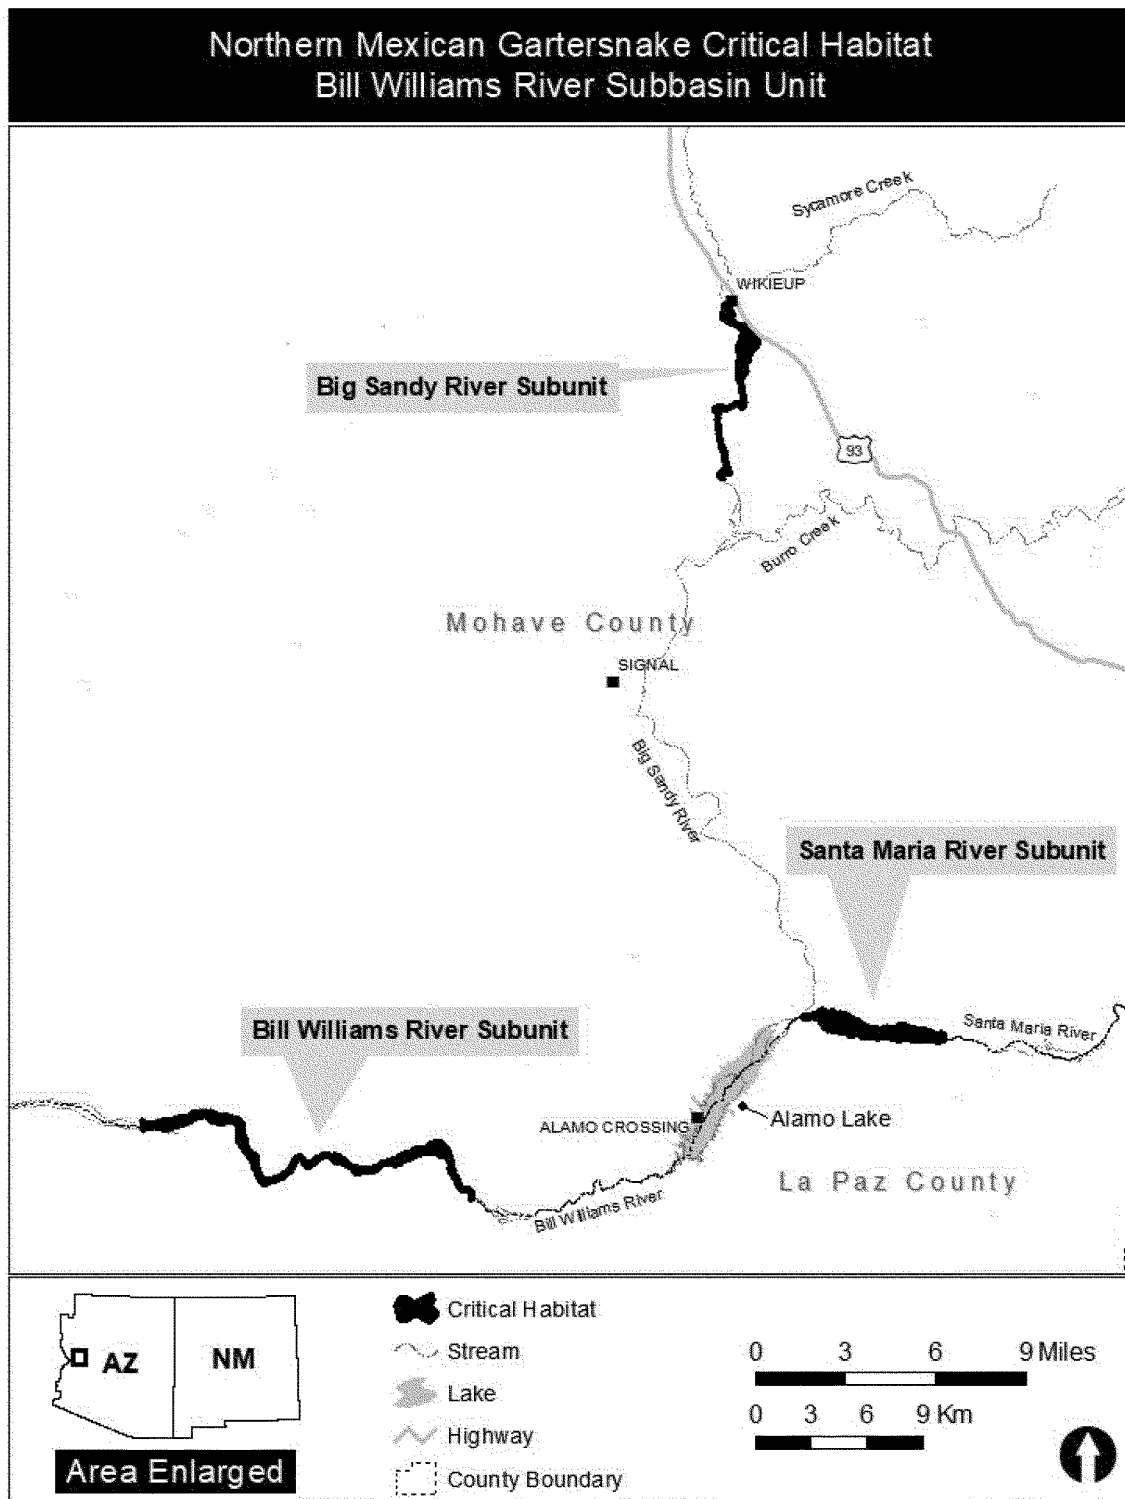 Northern Mexican Gartersnake Critical Habitat
Bill Williams River Subbasin Unit
Sycamore Creek
WIKIEUP
Big Sandy River Subunit
93
Burro Creek
Mohave County
SIGNAL
Big Sandy River
Santa Maria River Subunit
Bill Williams River Subunit
Santa Maria River
ALAMO CROSSING
Alamo Lake
La Paz County
Bill Williams River
AZ
NM
Area Enlarged
Critical Habitat
Stream
Lake
Highway
County Boundary
0 3 6 9 Miles
0 3 6 9 Km